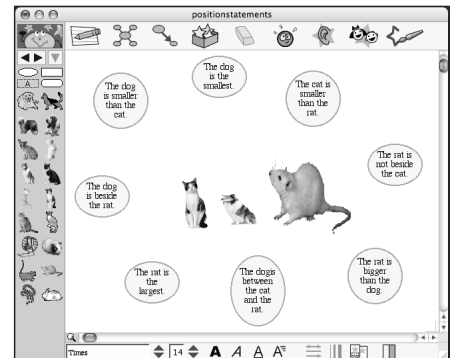 positionstatements
The dog
is the
smallest.
The dog
is smaller
than the
cat.
The cat is
smaller
than the
rat.
The rat is
not beside
the cat.
The dog
is beside
the rat.
The rat is
the
largest.
The dogis
between
the cat
and the
rat.
The rat is
bigger
than the
dog.
A
Times 14 A A A A